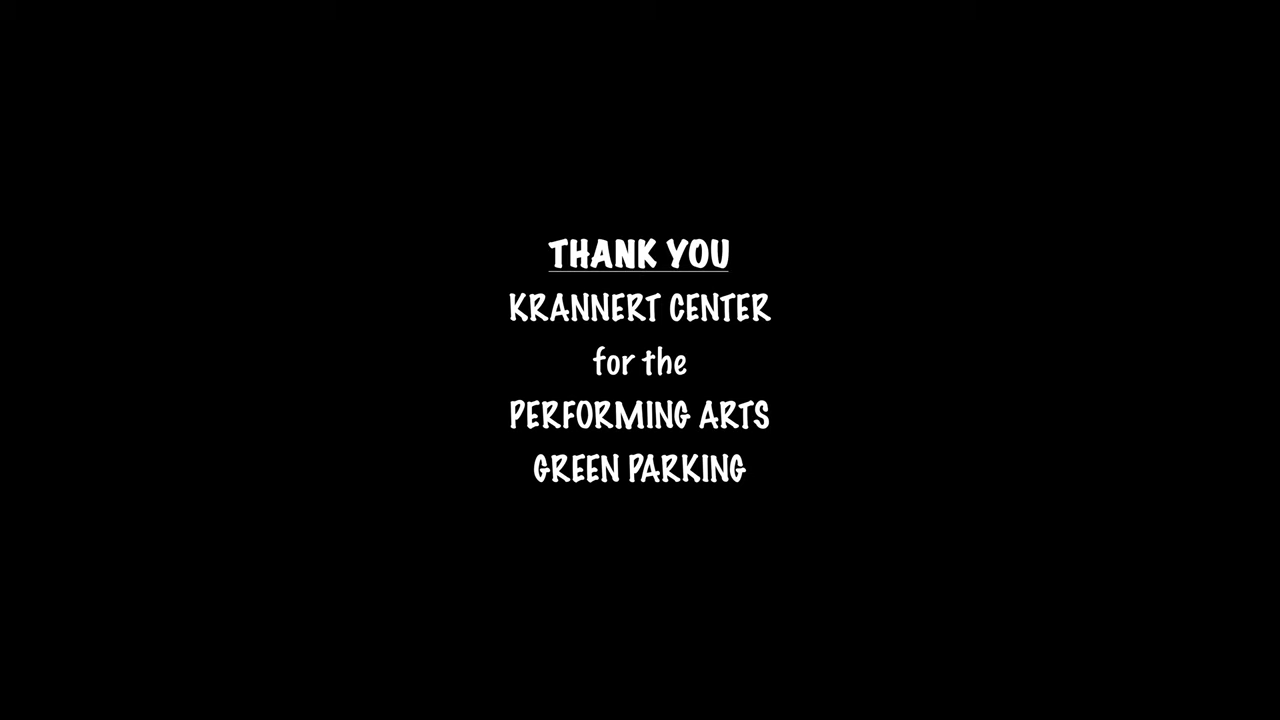 THANK YOU
KRANNERT CENTER
for the
PERFORMING ARTS
GREEN PARKING